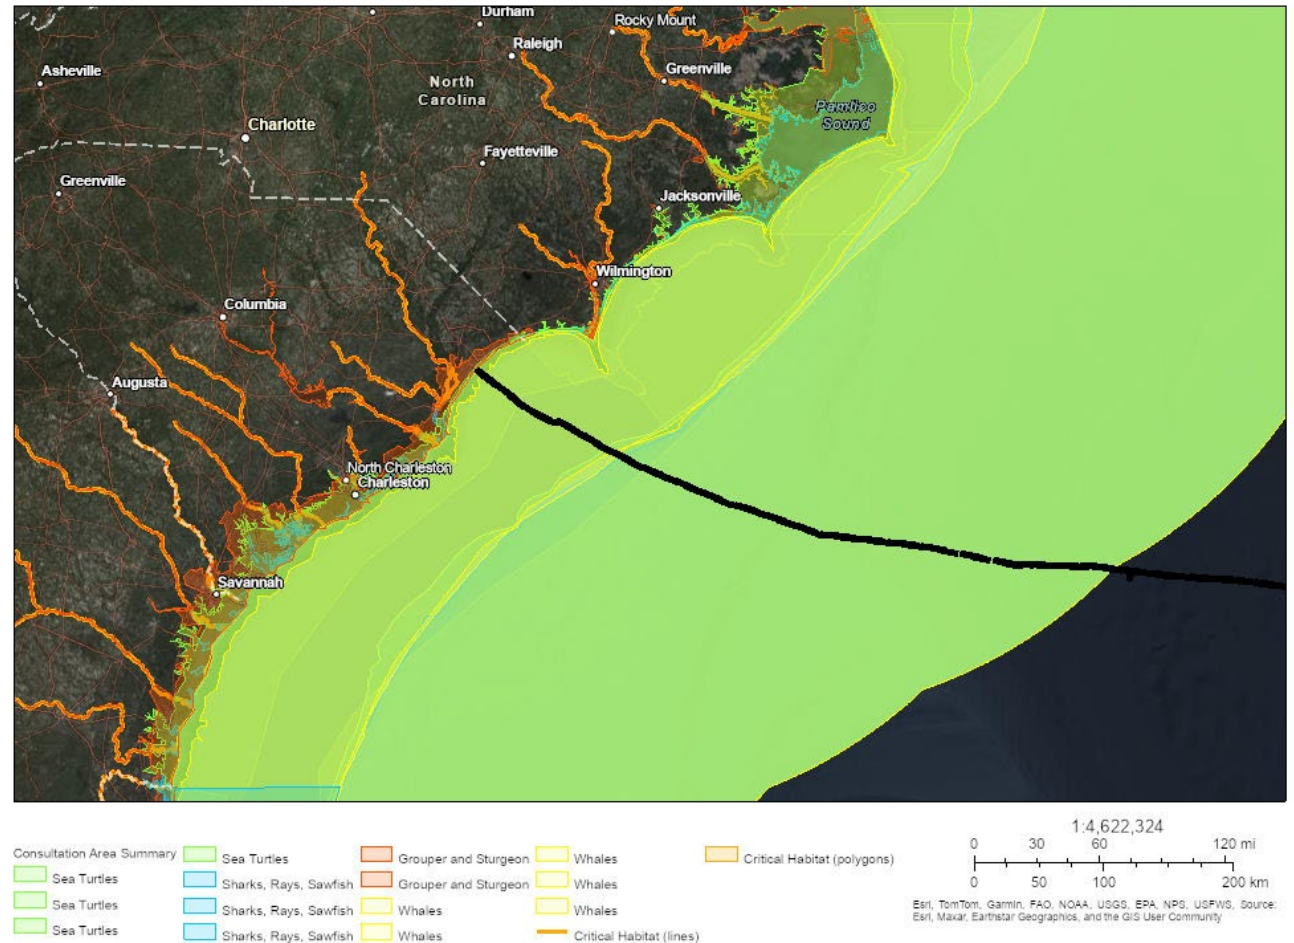 Durham
Rocky Mount
Raleigh
Asheville
Greenville
North
Carolina
Pamlico
Sound
Charlotte
Fayetteville
Greenville
Jacksonville
Wilmington
Columbia
Augusta
North Charleston
Charleston
Savannah
1:4,622,324
0 30 60 120 mi
0 50 100 200 km
Consultation Area Summary
Sea Turtles
Sea Turtles
Sea Turtles
Sea Turtles
Sharks, Rays, Sawfish
Sharks, Rays, Sawfish
Sharks, Rays, Sawfish
Grouper and Sturgeon
Grouper and Sturgeon
Whales
Whales
Whales
Whales
Whales
Critical Habitat (lines)
Critical Habitat (polygons)
Esri, TomTom, Garmin, FAO, NOAA, USGS, EPA, NPS, USFWS, Source:
Esri, Maxar, Earthstar Geographics, and the GIS User Community